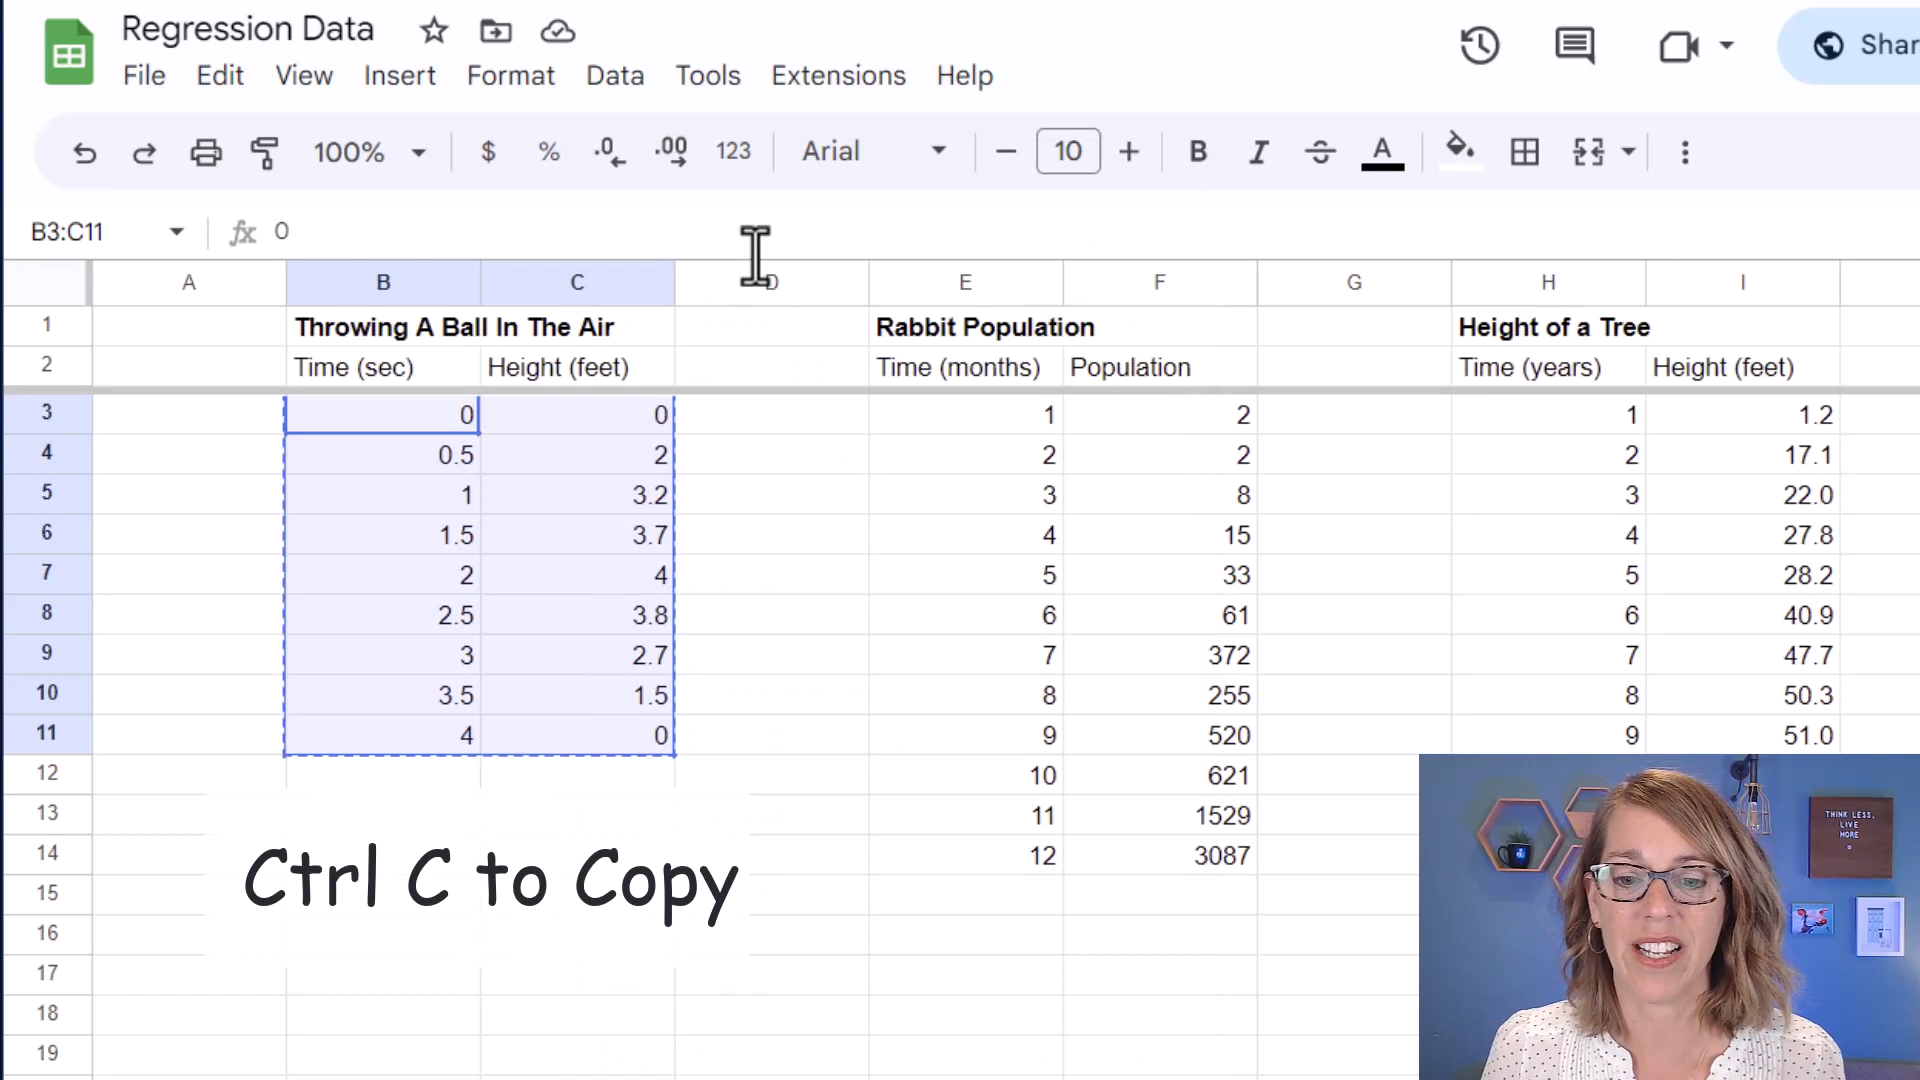 Regression Data
File Edit View Insert Format Data Tools Extensions Help
Shar
100% $ % .0 .00 123 Arial 10 B I A
B3:C11 fx 0
A B C D E F G H I
1 Throwing A Ball In The Air Rabbit Population Height of a Tree
2 Time (sec) Height (feet) Time (months) Population Time (years) Height (feet)
3 0 0 1 2 1 1.2
4 0.5 2 2 2 2 17.1
5 1 3.2 3 8 3 22.0
6 1.5 3.7 4 15 4 27.8
7 2 4 5 33 5 28.2
8 2.5 3.8 6 61 6 40.9
9 3 2.7 7 372 7 47.7
10 3.5 1.5 8 255 8 50.3
11 4 0 9 520 9 51.0
12 10 621
13 11 1529
14 12 3087
15
16
17
18
19
Ctrl C to Copy
THINK LESS,
LIVE
MORE